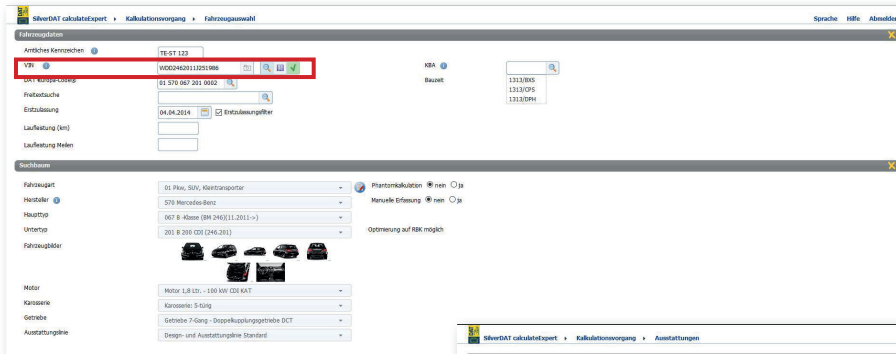 DAT SilverDAT calculateExpert Kalkulationsvorgang Fahrzeugauswahl Sprache Hilfe Abmelde
Fahrzeugdaten
Amtliches Kennzeichen TE-ST 123
VIN WDD2462011J251986 KBA
DAT Europa-Code® 01 570 067 201 0002 Bauzeit 1313/BXS
Freitextsuche 1313/CPS
1313/DPH
Erstzulassung 04.04.2014 Erstzulassungsfilter
Laufleistung (km)
Laufleistung Meilen
Suchbaum
Fahrzeugart 01 Pkw, SUV, Kleintransporter Phantomkalkulation nein ja
Hersteller 570 Mercedes-Benz Manuelle Erfassung nein ja
Haupttyp 067 B -Klasse (BM 246)(11.2011->)
Untertyp 201 B 200 CDI (246.201) Optimierung auf RBK möglich
Fahrzeugbilder
Motor Motor 1,8 Ltr. - 100 kW CDI KAT
Karosserie Karosserie: 5-türig
Getriebe Getriebe 7-Gang - Doppelkupplungsgetriebe DCT
Ausstattungslinie Design- und Ausstattungslinie Standard
DAT SilverDAT calculateExpert Kalkulationsvorgang Ausstattungen